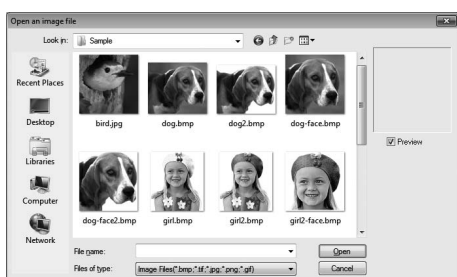 Open an image file
Look in:
Sample
Recent Places
Desktop
Libraries
Computer
Network
bird.jpg
dog.bmp
dog2.bmp
dog-face.bmp
dog-face2.bmp
girl.bmp
girl2.bmp
girl2-face.bmp
Preview
File name:
Open
Files of type:
Image Files(*.bmp;*.tif;*.jpg;*.png;*.gif)
Cancel